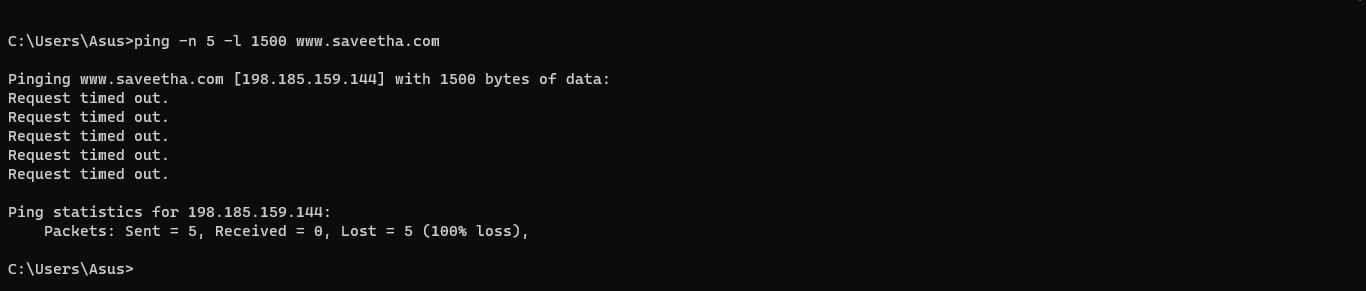 C:\Users\Asus>ping -n 5 -l 1500 www.saveetha.com
Pinging www.saveetha.com [198.185.159.144] with 1500 bytes of data:
Request timed out.
Request timed out.
Request timed out.
Request timed out.
Request timed out.
Ping statistics for 198.185.159.144:
    Packets: Sent = 5, Received = 0, Lost = 5 (100% loss),
C:\Users\Asus>